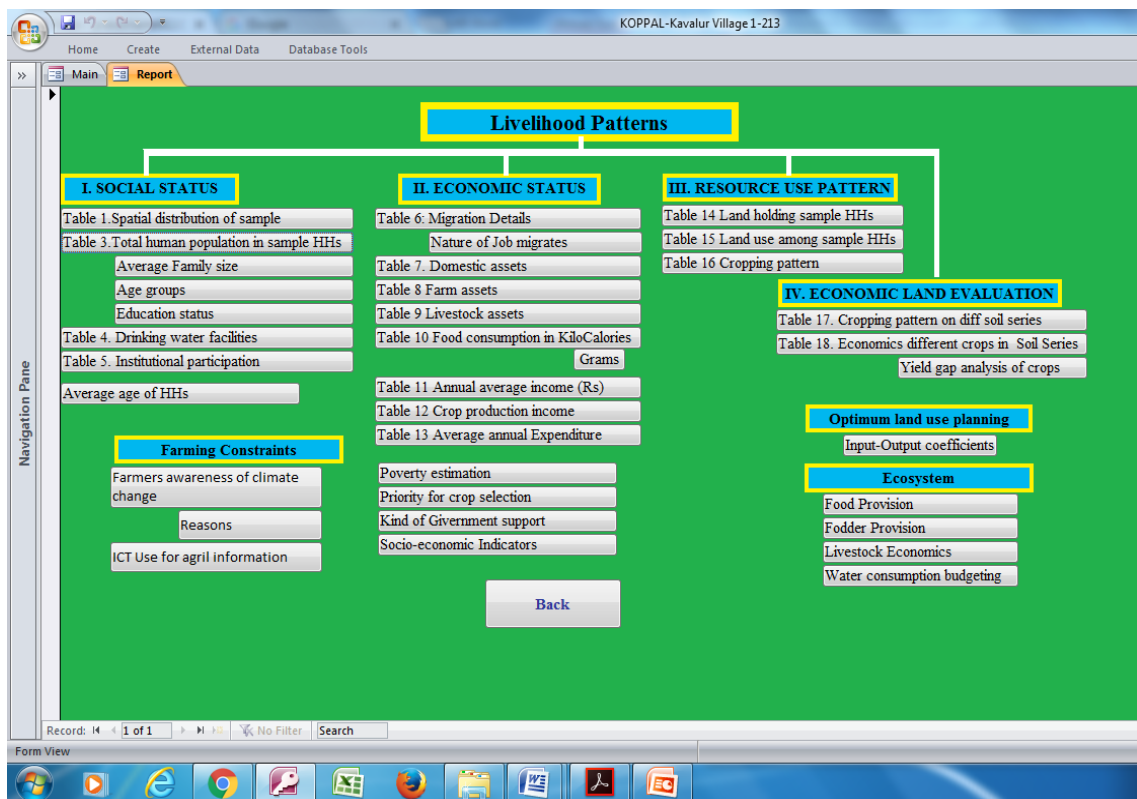 KOPPAL-Kavalur Village 1-213
Home Create External Data Database Tools
» Main Report
Navigation Pane
Livelihood Patterns
I. SOCIAL STATUS
Table 1.Spatial distribution of sample
Table 3.Total human population in sample HHs
Average Family size
Age groups
Education status
Table 4. Drinking water facilities
Table 5. Institutional participation
Average age of HHs
Farming Constraints
Farmers awareness of climate
change
Reasons
ICT Use for agril information
II. ECONOMIC STATUS
Table 6: Migration Details
Nature of Job migrates
Table 7. Domestic assets
Table 8 Farm assets
Table 9 Livestock assets
Table 10 Food consumption in KiloCalories
Grams
Table 11 Annual average income (Rs)
Table 12 Crop production income
Table 13 Average annual Expenditure
Poverty estimation
Priority for crop selection
Kind of Givernment support
Socio-economic Indicators
Back
III. RESOURCE USE PATTERN
Table 14 Land holding sample HHs
Table 15 Land use among sample HHs
Table 16 Cropping pattern
IV. ECONOMIC LAND EVALUATION
Table 17. Cropping pattern on diff soil series
Table 18. Economics different crops in Soil Series
Yield gap analysis of crops
Optimum land use planning
Input-Output coefficients
Ecosystem
Food Provision
Fodder Provision
Livestock Economics
Water consumption budgeting
Record: 1 of 1 No Filter Search
Form View